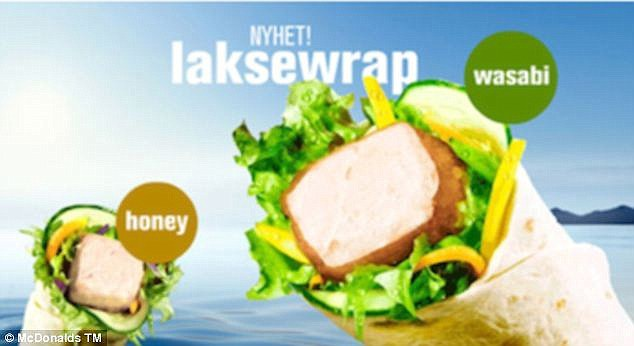 NYHET!
laksewrap
wasabi
honey
© McDonalds TM